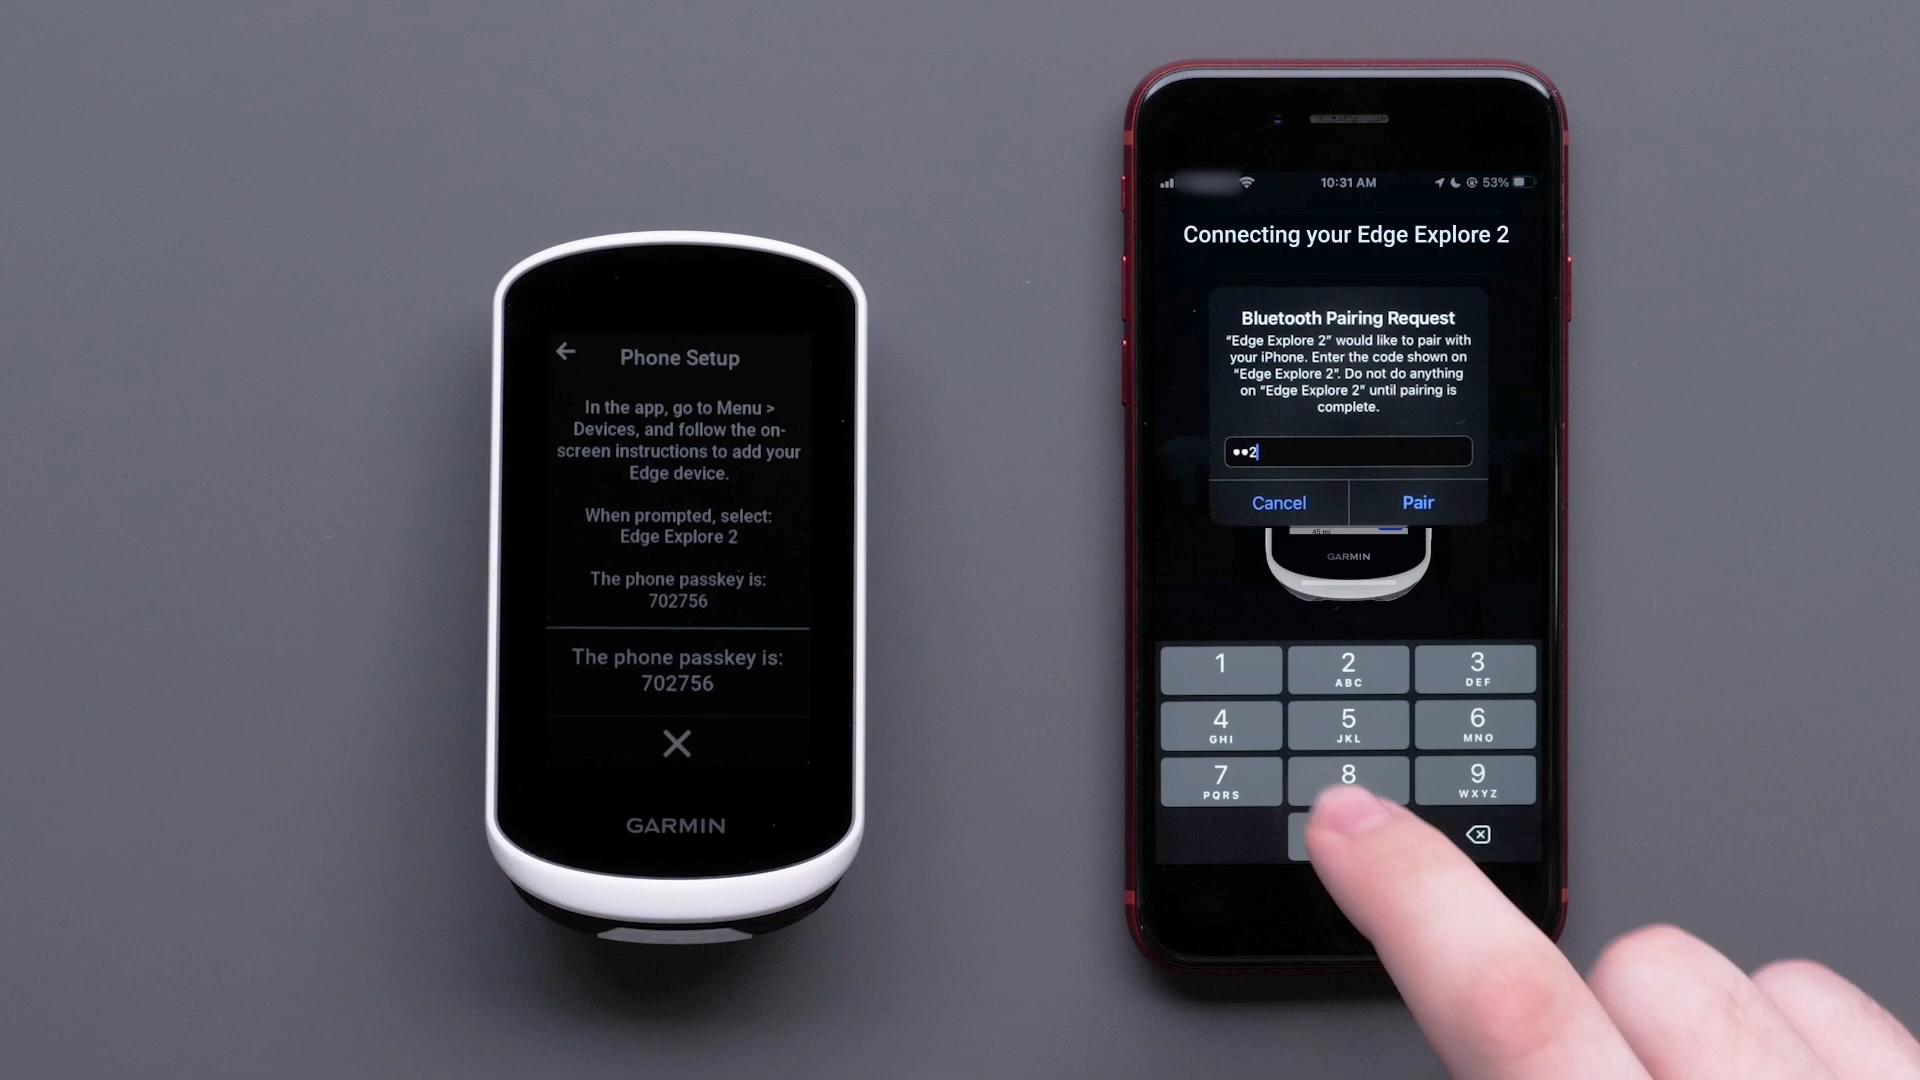 Phone Setup
In the app, go to Menu >
Devices, and follow the on-
screen instructions to add your
Edge device.
When prompted, select:
Edge Explore 2
The phone passkey is:
702756
The phone passkey is:
702756
GARMIN
10:31 AM
53%
Connecting your Edge Explore 2
Bluetooth Pairing Request
“Edge Explore 2” would like to pair with
your iPhone. Enter the code shown on
“Edge Explore 2”. Do not do anything
on “Edge Explore 2” until pairing is
complete.
••2
Cancel Pair
45 mi
GARMIN
1 2 3
ABC DEF
4 5 6
GHI JKL MNO
7 8 9
PQRS WXYZ